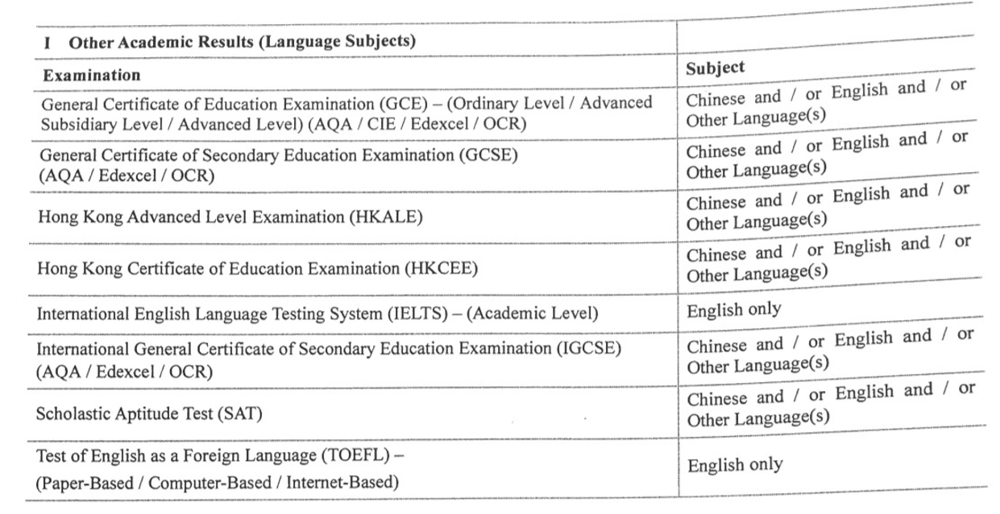 I Other Academic Results (Language Subjects)
Examination
Subject
General Certificate of Education Examination (GCE) – (Ordinary Level / Advanced
Subsidiary Level / Advanced Level) (AQA / CIE / Edexcel / OCR)
Chinese and / or English and / or
Other Language(s)
General Certificate of Secondary Education Examination (GCSE)
(AQA / Edexcel / OCR)
Chinese and / or English and / or
Other Language(s)
Hong Kong Advanced Level Examination (HKALE)
Chinese and / or English and / or
Other Language(s)
Hong Kong Certificate of Education Examination (HKCEE)
Chinese and / or English and / or
Other Language(s)
International English Language Testing System (IELTS) – (Academic Level)
English only
International General Certificate of Secondary Education Examination (IGCSE)
(AQA / Edexcel / OCR)
Chinese and / or English and / or
Other Language(s)
Scholastic Aptitude Test (SAT)
Chinese and / or English and / or
Other Language(s)
Test of English as a Foreign Language (TOEFL) –
(Paper-Based / Computer-Based / Internet-Based)
English only